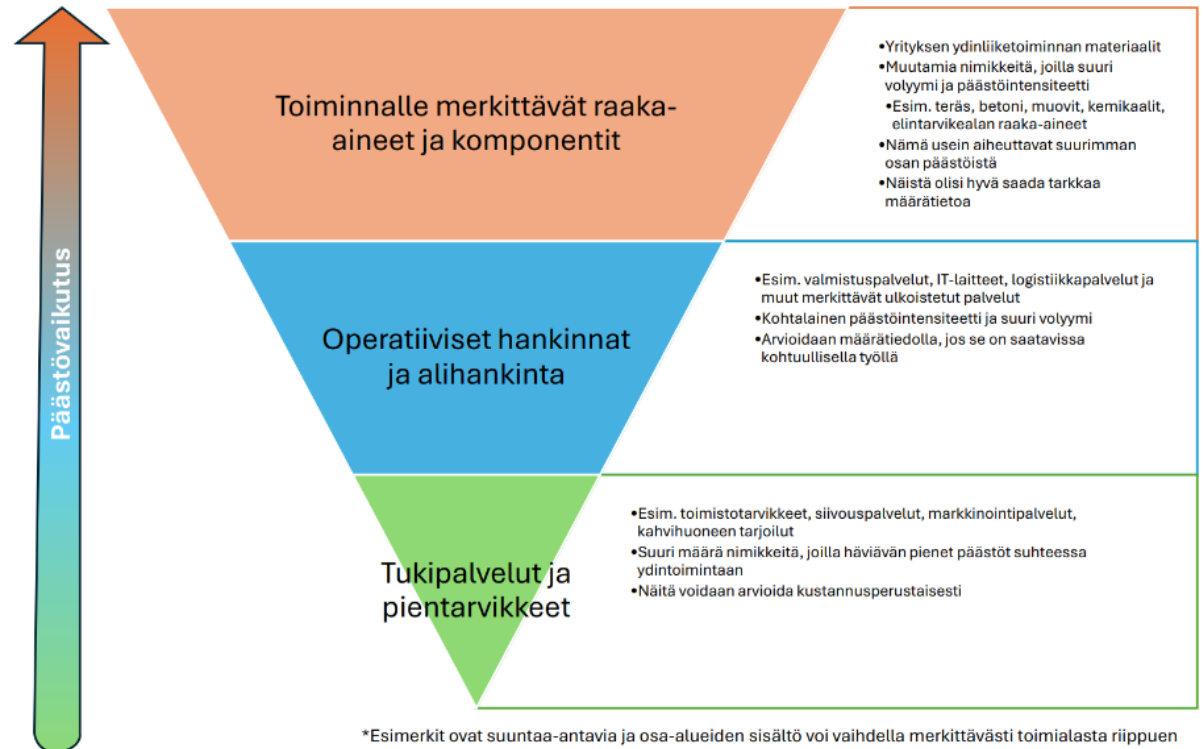 Päästövaikutus
Toiminnalle merkittävät raaka-
aineet ja komponentit
•Yrityksen ydinliiketoiminnan materiaalit
•Muutamia nimikkeitä, joilla suuri
volyymi ja päästöintensiteetti
•Esim. teräs, betoni, muovit, kemikaalit,
elintarvikealan raaka-aineet
•Nämä usein aiheuttavat suurimman
osan päästöistä
•Näistä olisi hyvä saada tarkkaa
määrätietoa
Operatiiviset hankinnat
ja alihankinta
•Esim. valmistuspalvelut, IT-laitteet, logistiikkapalvelut ja
muut merkittävät ulkoistetut palvelut
•Kohtalainen päästöintensiteetti ja suuri volyymi
•Arvioidaan määrätiedolla, jos se on saatavissa
kohtuullisella työllä
Tukipalvelut ja
pientarvikkeet
•Esim. toimistotarvikkeet, siivouspalvelut, markkinointipalvelut,
kahvihuoneen tarjoilut
•Suuri määrä nimikkeitä, joilla häviävän pienet päästöt suhteessa
ydintoimintaan
•Näitä voidaan arvioida kustannusperustaisesti
*Esimerkit ovat suuntaa-antavia ja osa-alueiden sisältö voi vaihdella merkittävästi toimialasta riippuen